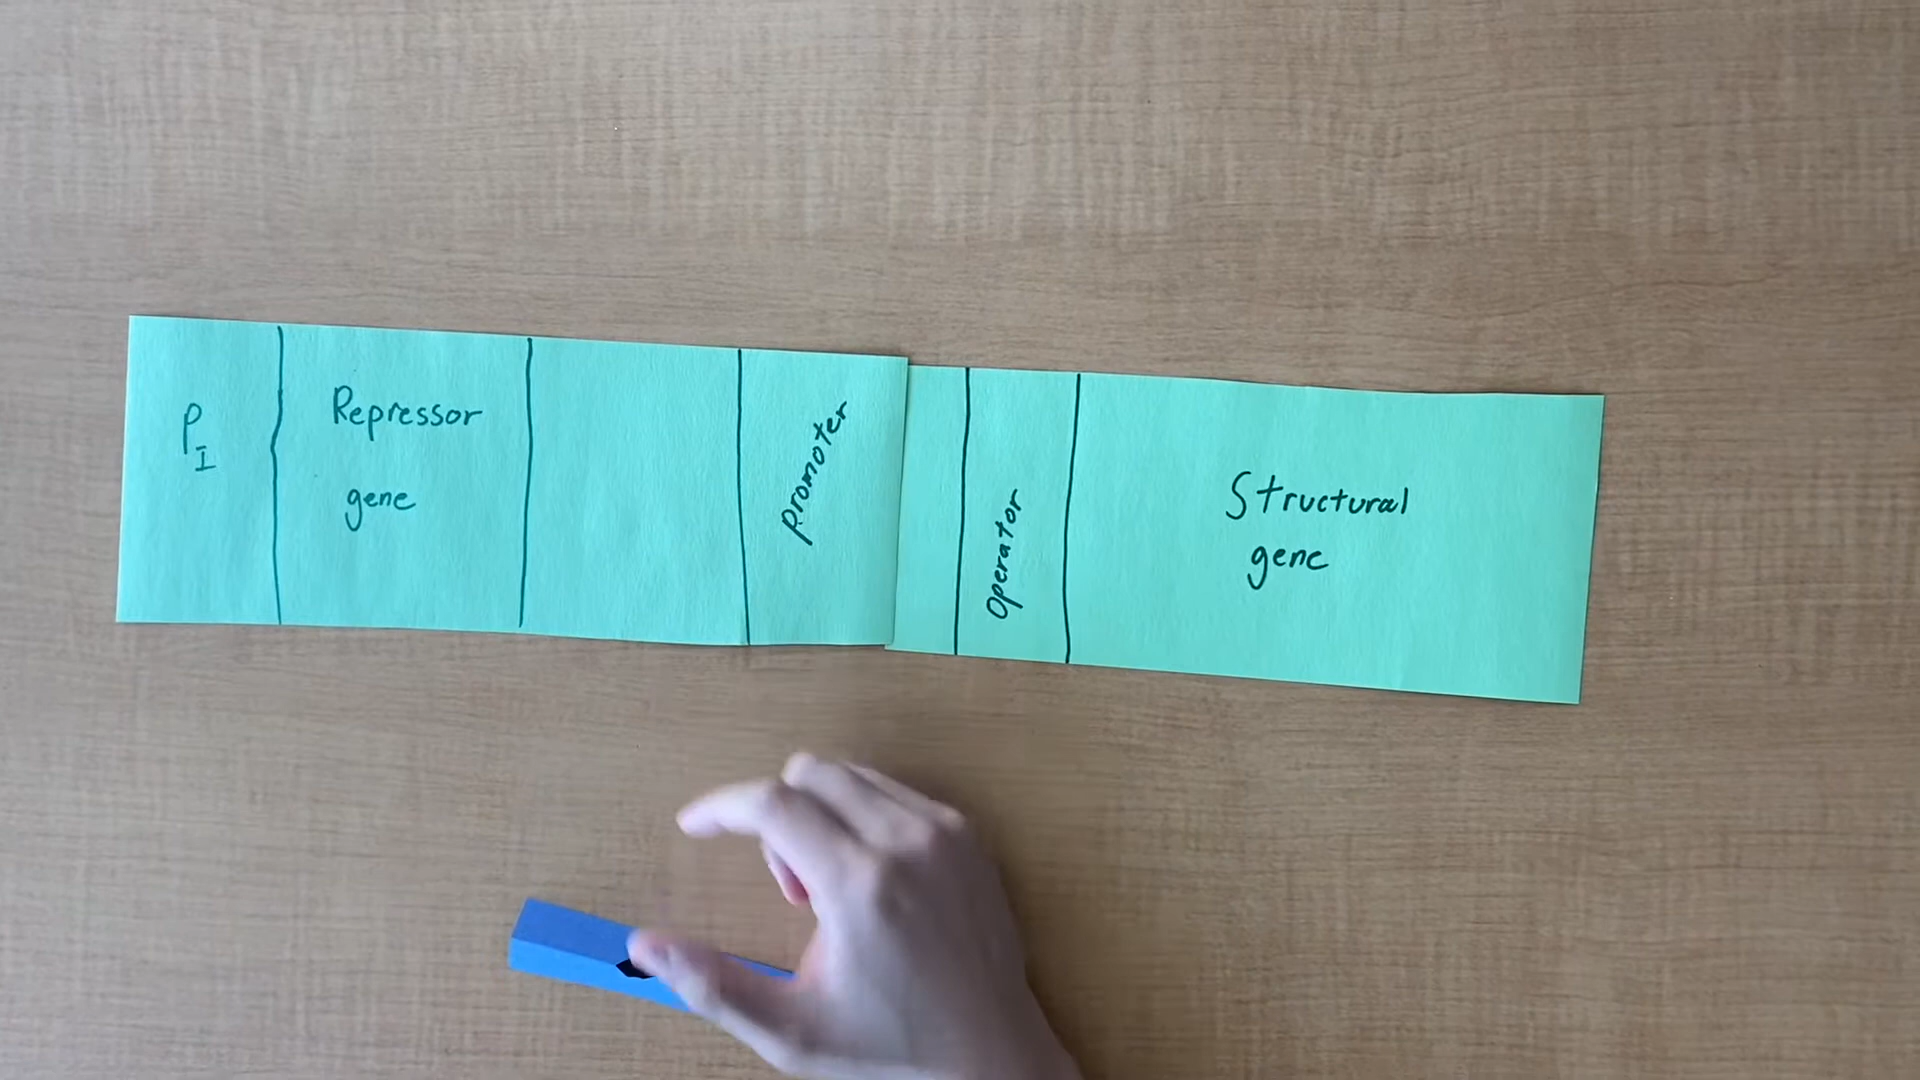 P
I
Repressor
gene
Promoter
Operator
Structural
gene